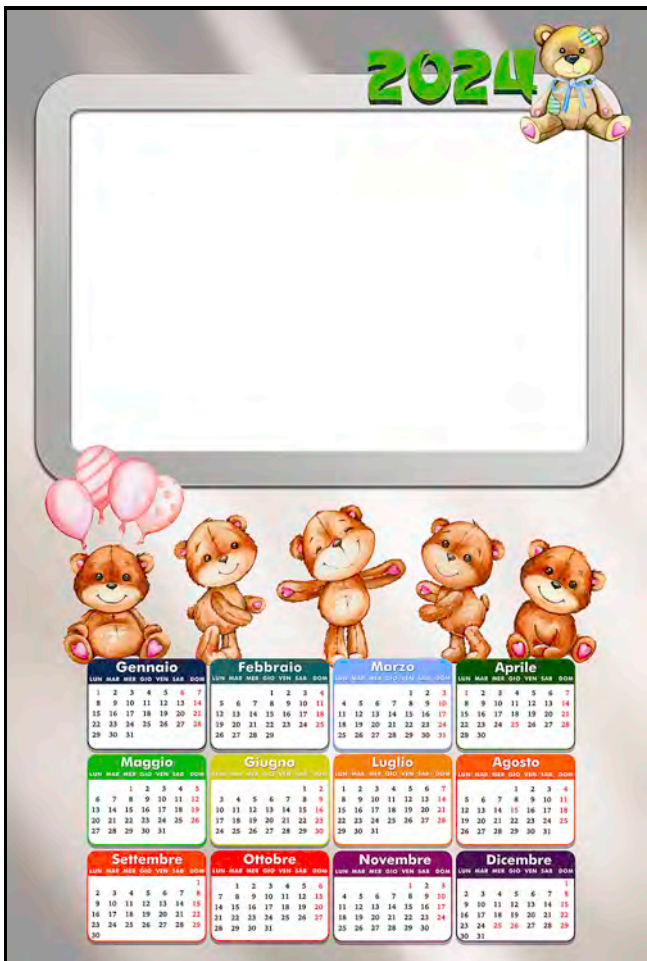 2024
Gennaio
LUN MAR MER GIO VEN SAB DOM
1 2 3 4 5 6 7
8 9 10 11 12 13 14
15 16 17 18 19 20 21
22 23 24 25 26 27 28
29 30 31
Febbraio
LUN MAR MER GIO VEN SAB DOM
1 2 3 4
5 6 7 8 9 10 11
12 13 14 15 16 17 18
19 20 21 22 23 24 25
26 27 28 29
Marzo
LUN MAR MER GIO VEN SAB DOM
1 2 3
4 5 6 7 8 9 10
11 12 13 14 15 16 17
18 19 20 21 22 23 24
25 26 27 28 29 30 31
Aprile
LUN MAR MER GIO VEN SAB DOM
1 2 3 4 5 6 7
8 9 10 11 12 13 14
15 16 17 18 19 20 21
22 23 24 25 26 27 28
29 30
Maggio
LUN MAR MER GIO VEN SAB DOM
1 2 3 4 5
6 7 8 9 10 11 12
13 14 15 16 17 18 19
20 21 22 23 24 25 26
27 28 29 30 31
Giugno
LUN MAR MER GIO VEN SAB DOM
1 2
3 4 5 6 7 8 9
10 11 12 13 14 15 16
17 18 19 20 21 22 23
24 25 26 27 28 29 30
Luglio
LUN MAR MER GIO VEN SAB DOM
1 2 3 4 5 6 7
8 9 10 11 12 13 14
15 16 17 18 19 20 21
22 23 24 25 26 27 28
29 30 31
Agosto
LUN MAR MER GIO VEN SAB DOM
1 2 3 4
5 6 7 8 9 10 11
12 13 14 15 16 17 18
19 20 21 22 23 24 25
26 27 28 29 30 31
Settembre
LUN MAR MER GIO VEN SAB DOM
1
2 3 4 5 6 7 8
9 10 11 12 13 14 15
16 17 18 19 20 21 22
23 24 25 26 27 28 29
30
Ottobre
LUN MAR MER GIO VEN SAB DOM
1 2 3 4 5 6
7 8 9 10 11 12 13
14 15 16 17 18 19 20
21 22 23 24 25 26 27
28 29 30 31
Novembre
LUN MAR MER GIO VEN SAB DOM
1 2 3
4 5 6 7 8 9 10
11 12 13 14 15 16 17
18 19 20 21 22 23 24
25 26 27 28 29 30
Dicembre
LUN MAR MER GIO VEN SAB DOM
1
2 3 4 5 6 7 8
9 10 11 12 13 14 15
16 17 18 19 20 21 22
23 24 25 26 27 28 29
30 31